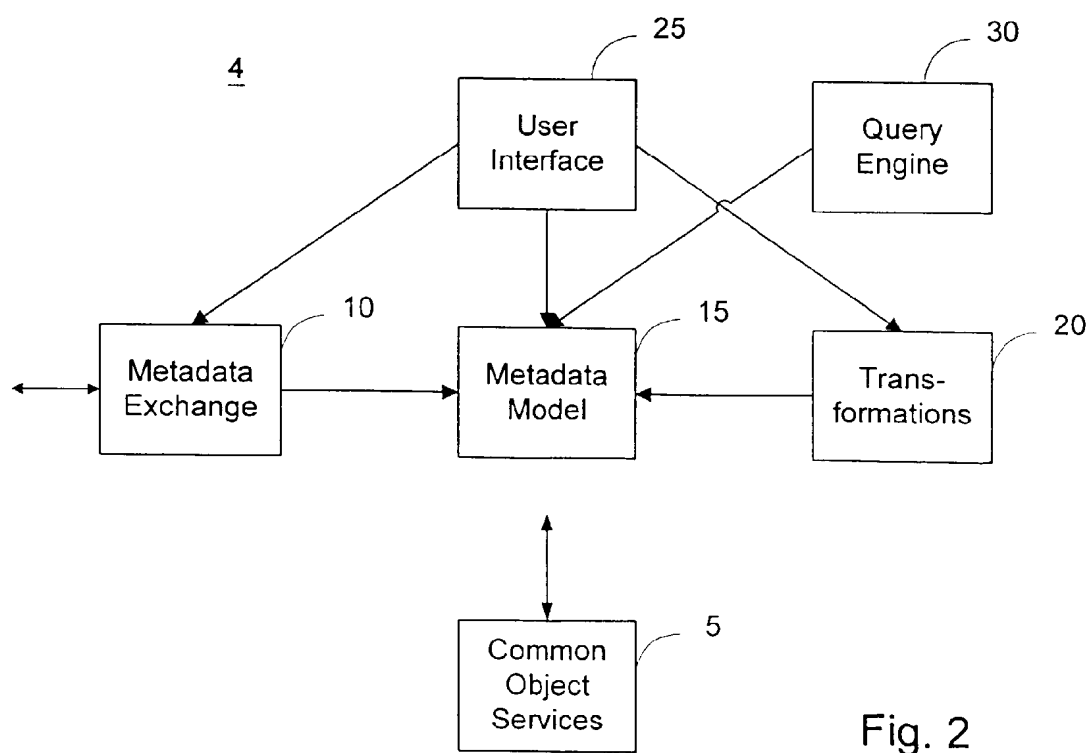 25
30
4
User
Interface
Query
Engine
10
15
20
Metadata
Exchange
Metadata
Model
Trans-
formations
5
Common
Object
Services
Fig. 2